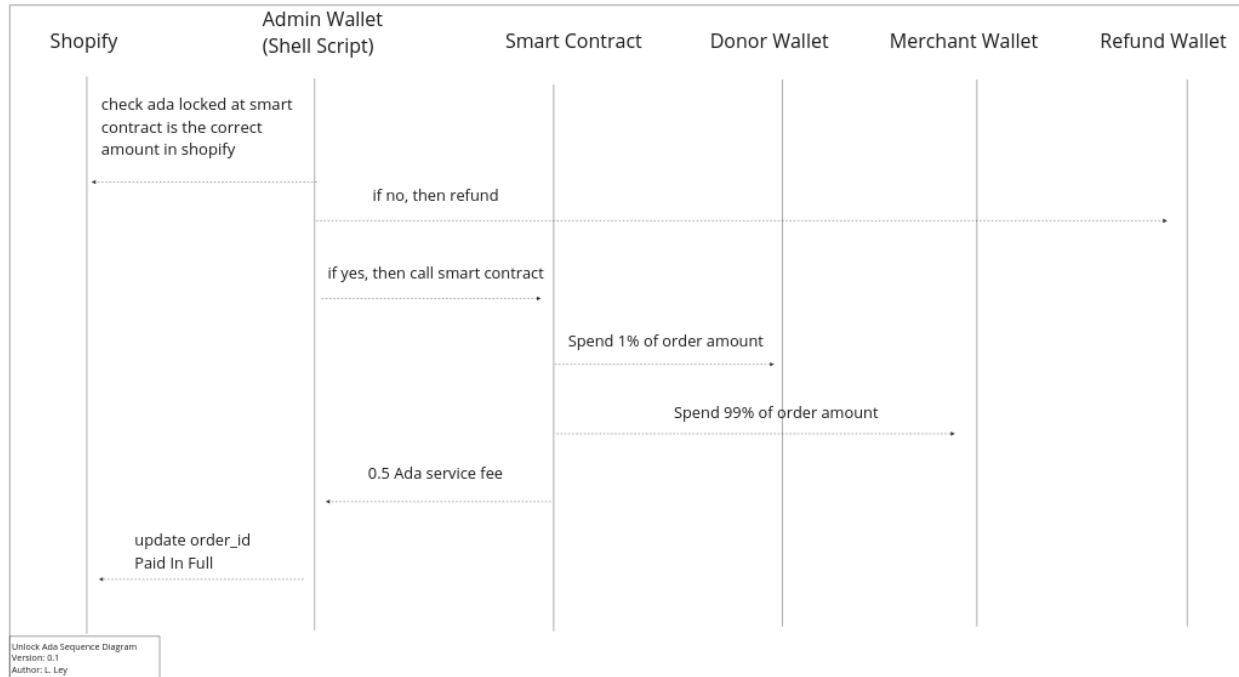 Shopify
Admin Wallet
(Shell Script)
Smart Contract
Donor Wallet
Merchant Wallet
Refund Wallet
check ada locked at smart
contract is the correct
amount in shopify
if no, then refund
if yes, then call smart contract
Spend 1% of order amount
Spend 99% of order amount
0.5 Ada service fee
update order_id
Paid In Full
Unlock Ada Sequence Diagram
Version: 0.1
Author: L. Ley